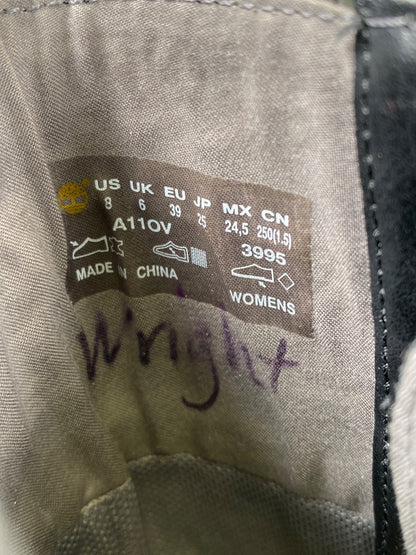 US UK EU JP MX CN
8 6 39 25 24,5 250(1.5)
A110V 3995
MADE IN CHINA WOMENS
Wright